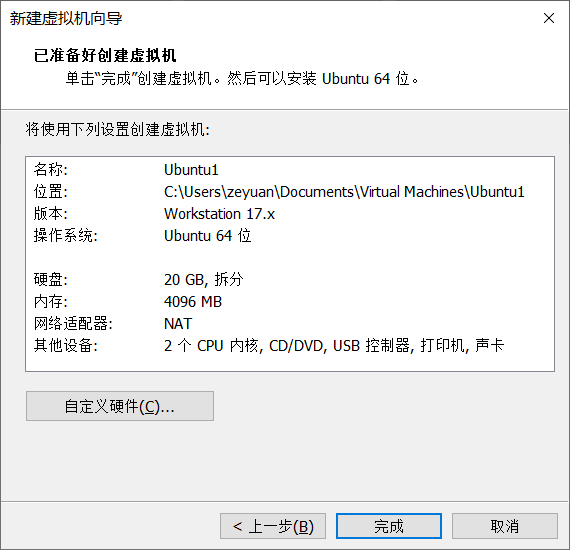 新建虚拟机向导
已准备好创建虚拟机
单击“完成”创建虚拟机。然后可以安装 Ubuntu 64 位。
将使用下列设置创建虚拟机:
名称: Ubuntu1
位置: C:\Users\zeyuan\Documents\Virtual Machines\Ubuntu1
版本: Workstation 17.x
操作系统: Ubuntu 64 位
硬盘: 20 GB, 拆分
内存: 4096 MB
网络适配器: NAT
其他设备: 2 个 CPU 内核, CD/DVD, USB 控制器, 打印机, 声卡
自定义硬件(C)...
< 上一步(B) 完成 取消